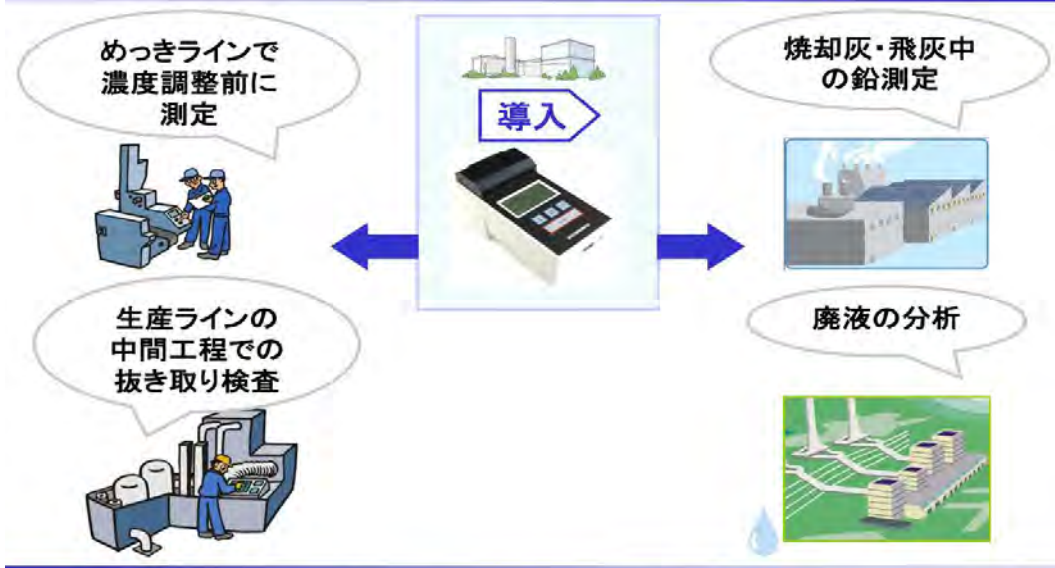 めっきラインで
濃度調整前に
測定
導入
焼却灰・飛灰中
の鉛測定
生産ラインの
中間工程での
抜き取り検査
廃液の分析